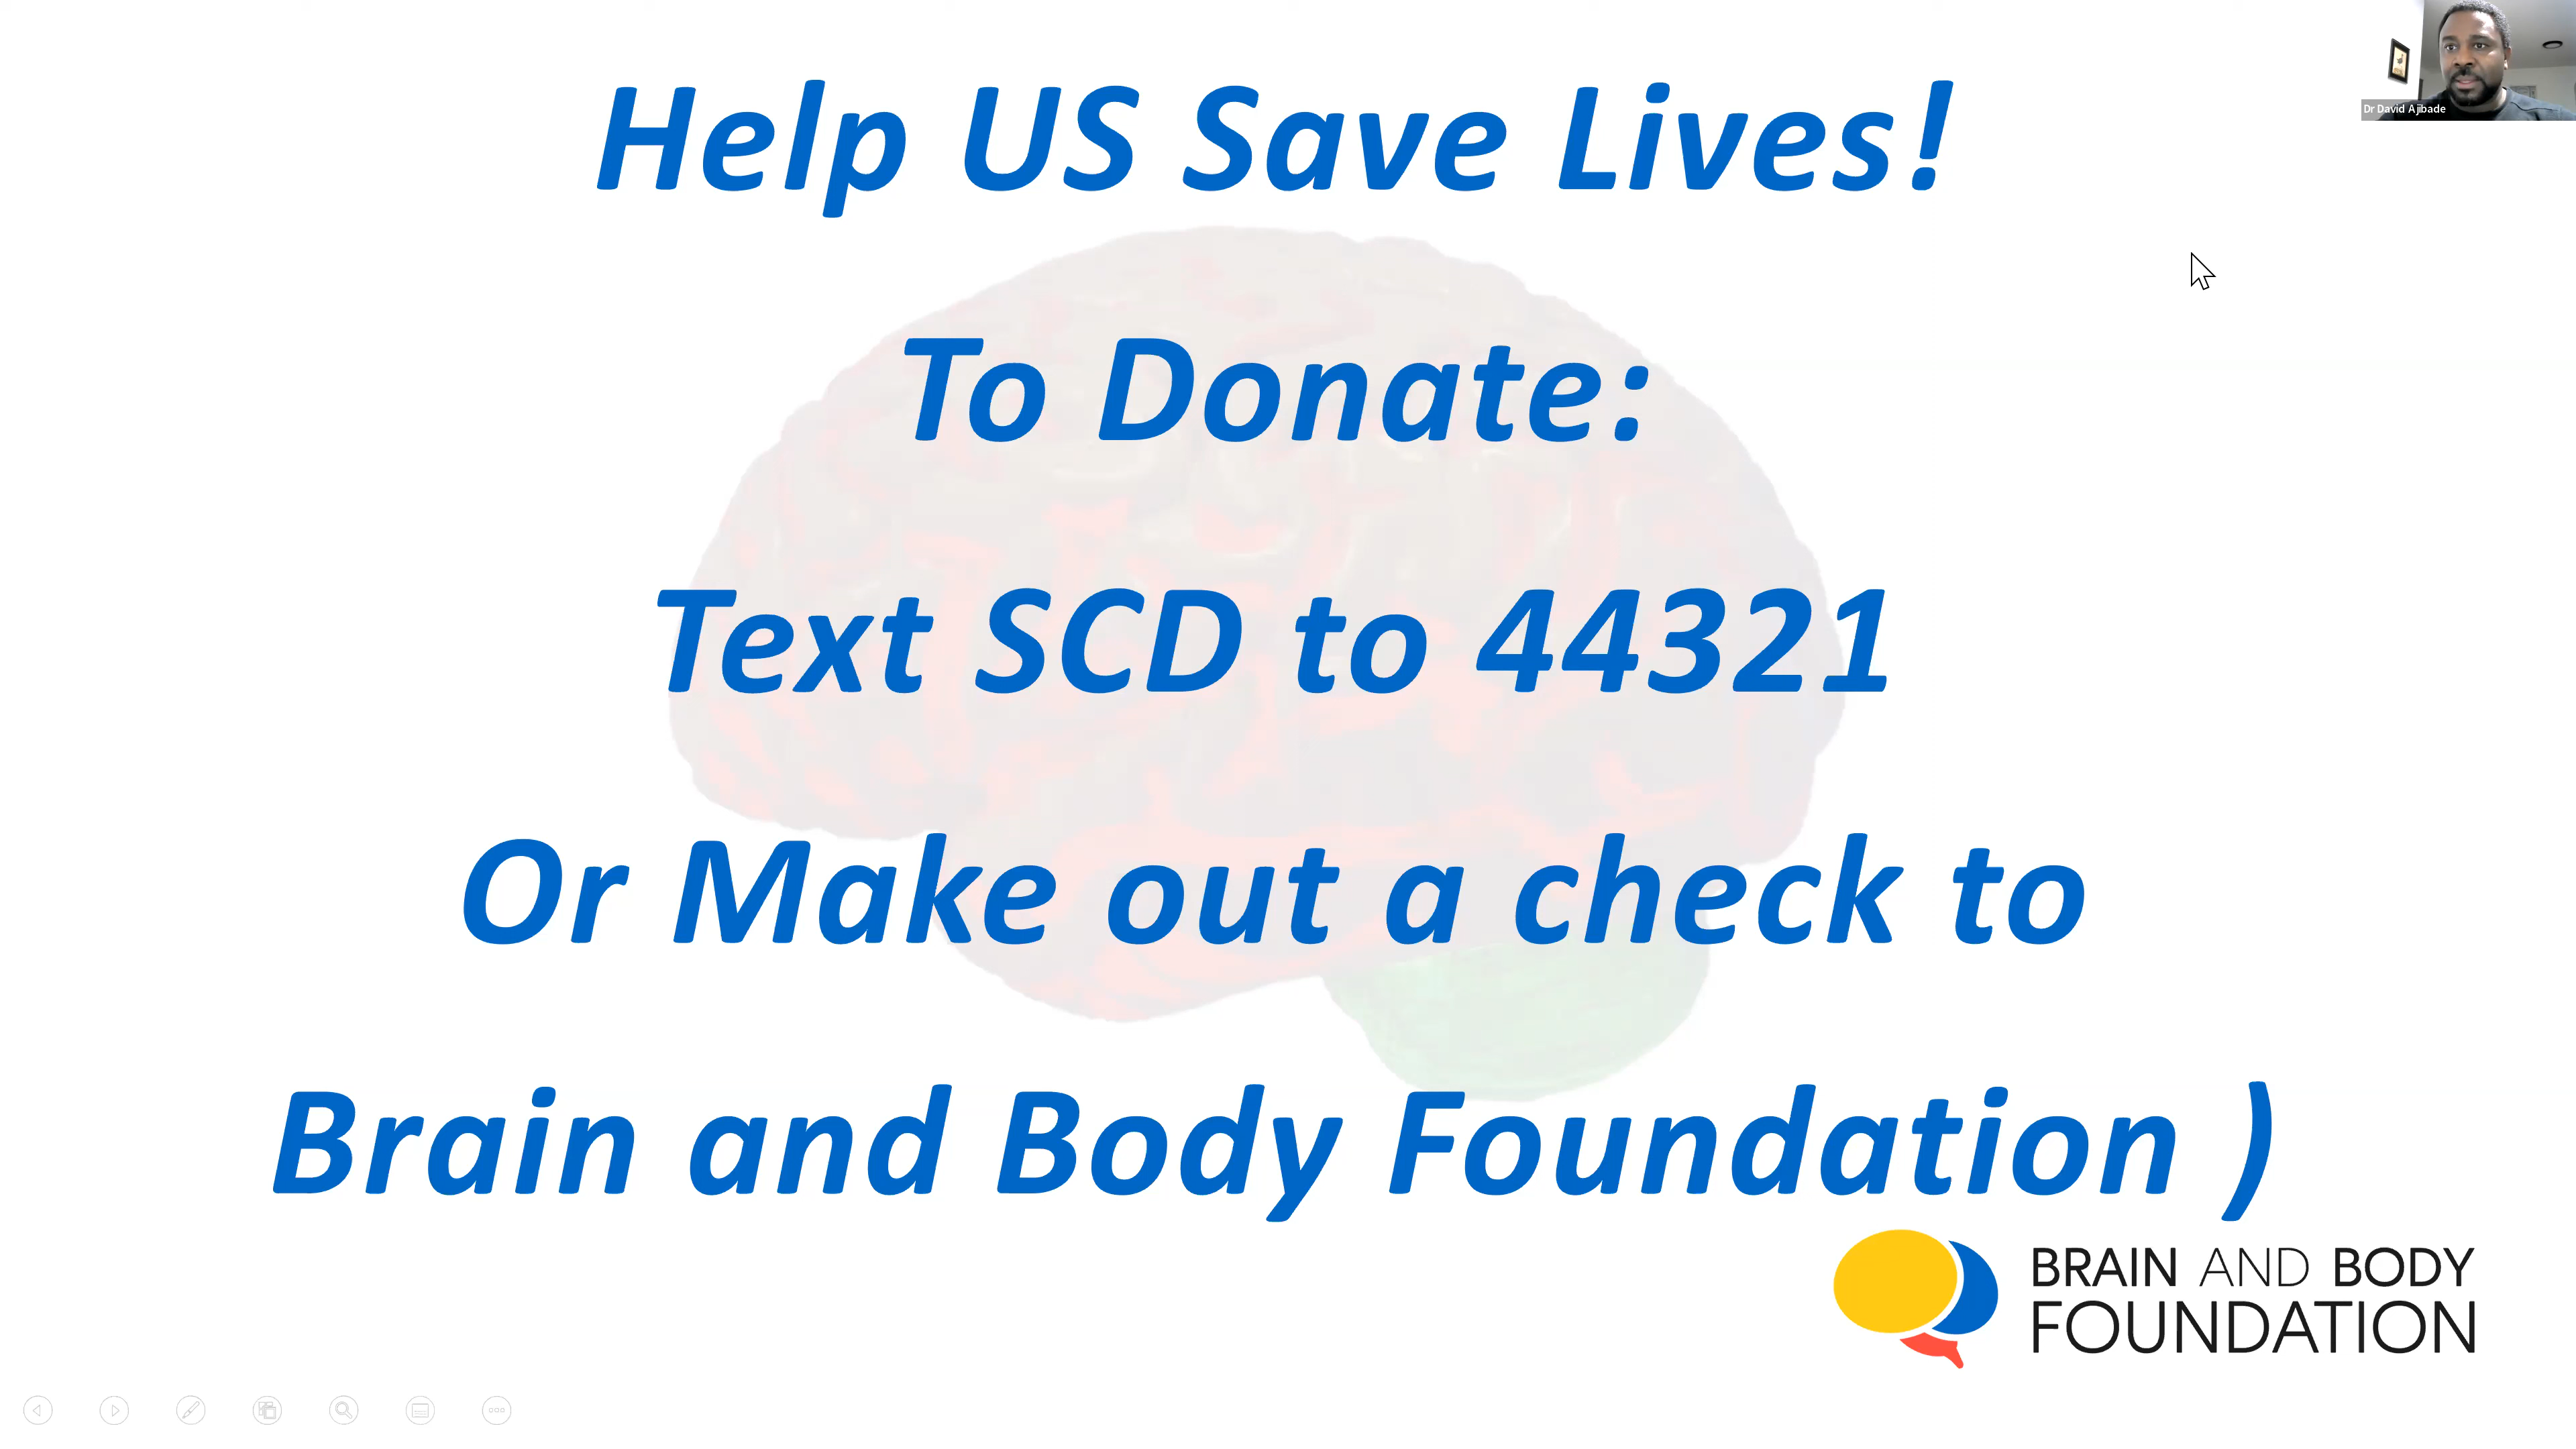 Dr David Ajibade
Help US Save Lives!
To Donate:
Text SCD to 44321
Or Make out a check to
Brain and Body Foundation )
BRAIN AND BODY
FOUNDATION